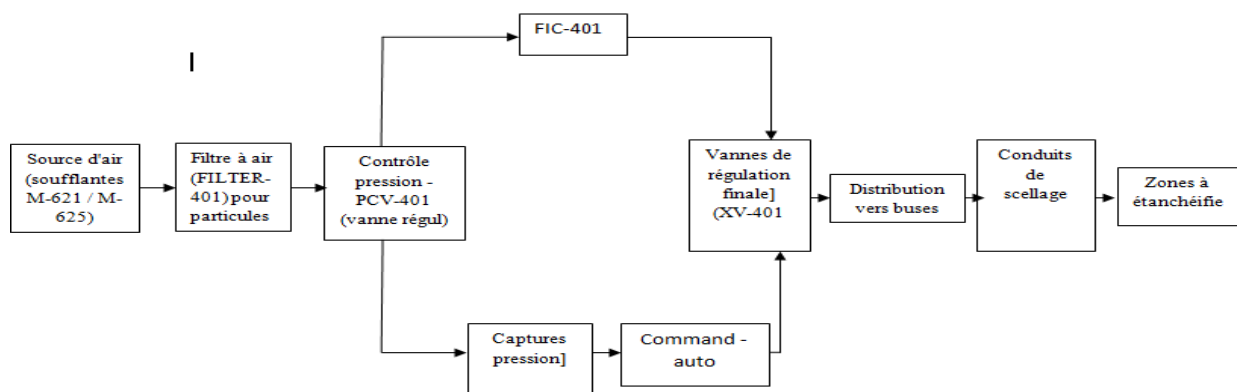 FIC-401
Source d'air
(soufflantes
M-621 / M-
625)
Filtre à air
(FILTER-
401) pour
particules
Contrôle
pression -
PCV-401
(vanne régul)
Vannes de
régulation
finale]
(XV-401
Distribution
vers buses
Conduits
de
scellage
Zones à
étanchéifie
Captures
pression]
Command -
auto